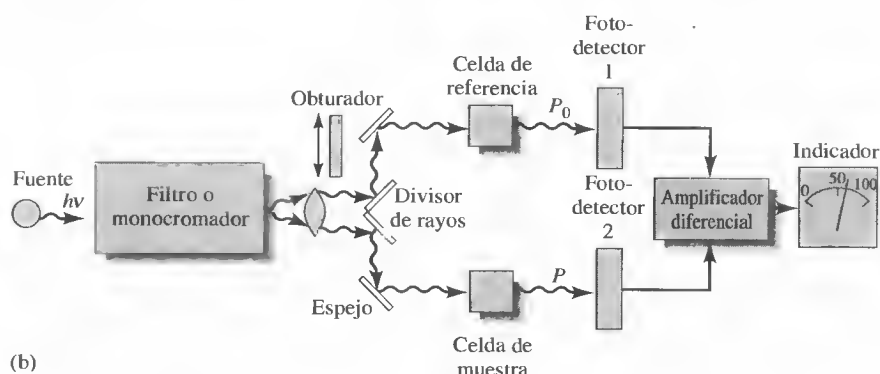 Foto-
detector
1
Celda de
referencia
Obturador
P₀
Indicador
Fuente
hν
Filtro o
monocromador
Divisor
de rayos
Foto-
detector
2
Amplificador
diferencial
0
50
100
Espejo
P
Celda de
muestra
(b)